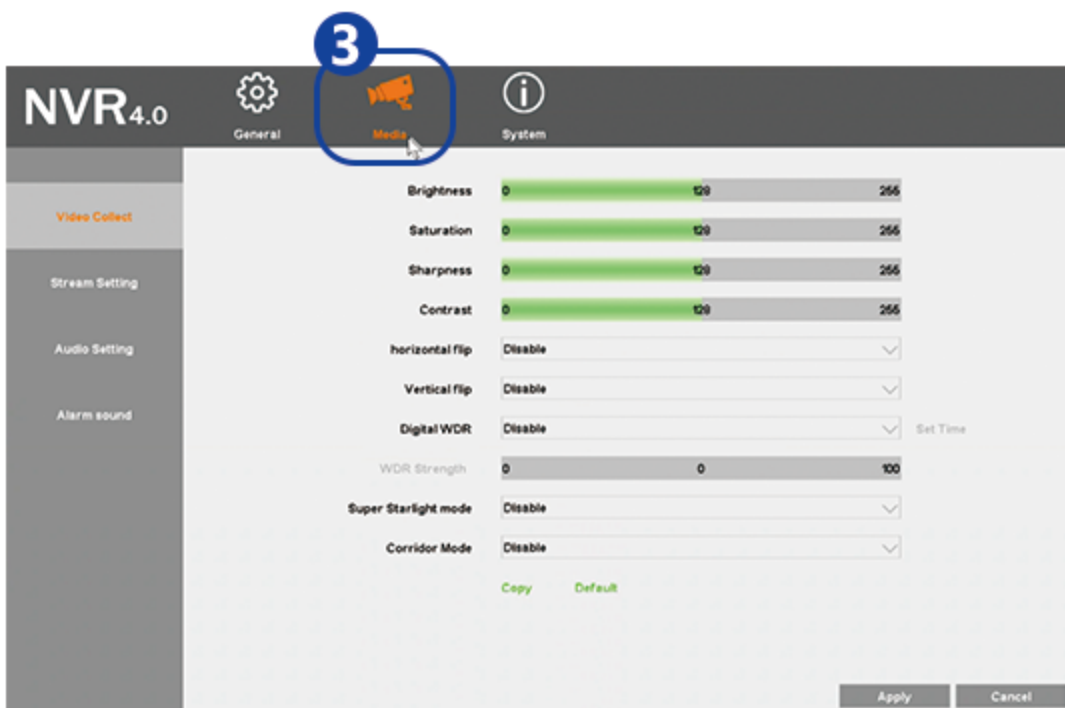 3
NVR4.0
General
Media
System
Video Collect
Stream Setting
Audio Setting
Alarm sound
Brightness 0 128 255
Saturation 0 128 255
Sharpness 0 128 255
Contrast 0 128 255
horizontal flip Disable
Vertical flip Disable
Digital WDR Disable Set Time
WDR Strength 0 0 100
Super Starlight mode Disable
Corridor Mode Disable
Copy Default
Apply Cancel